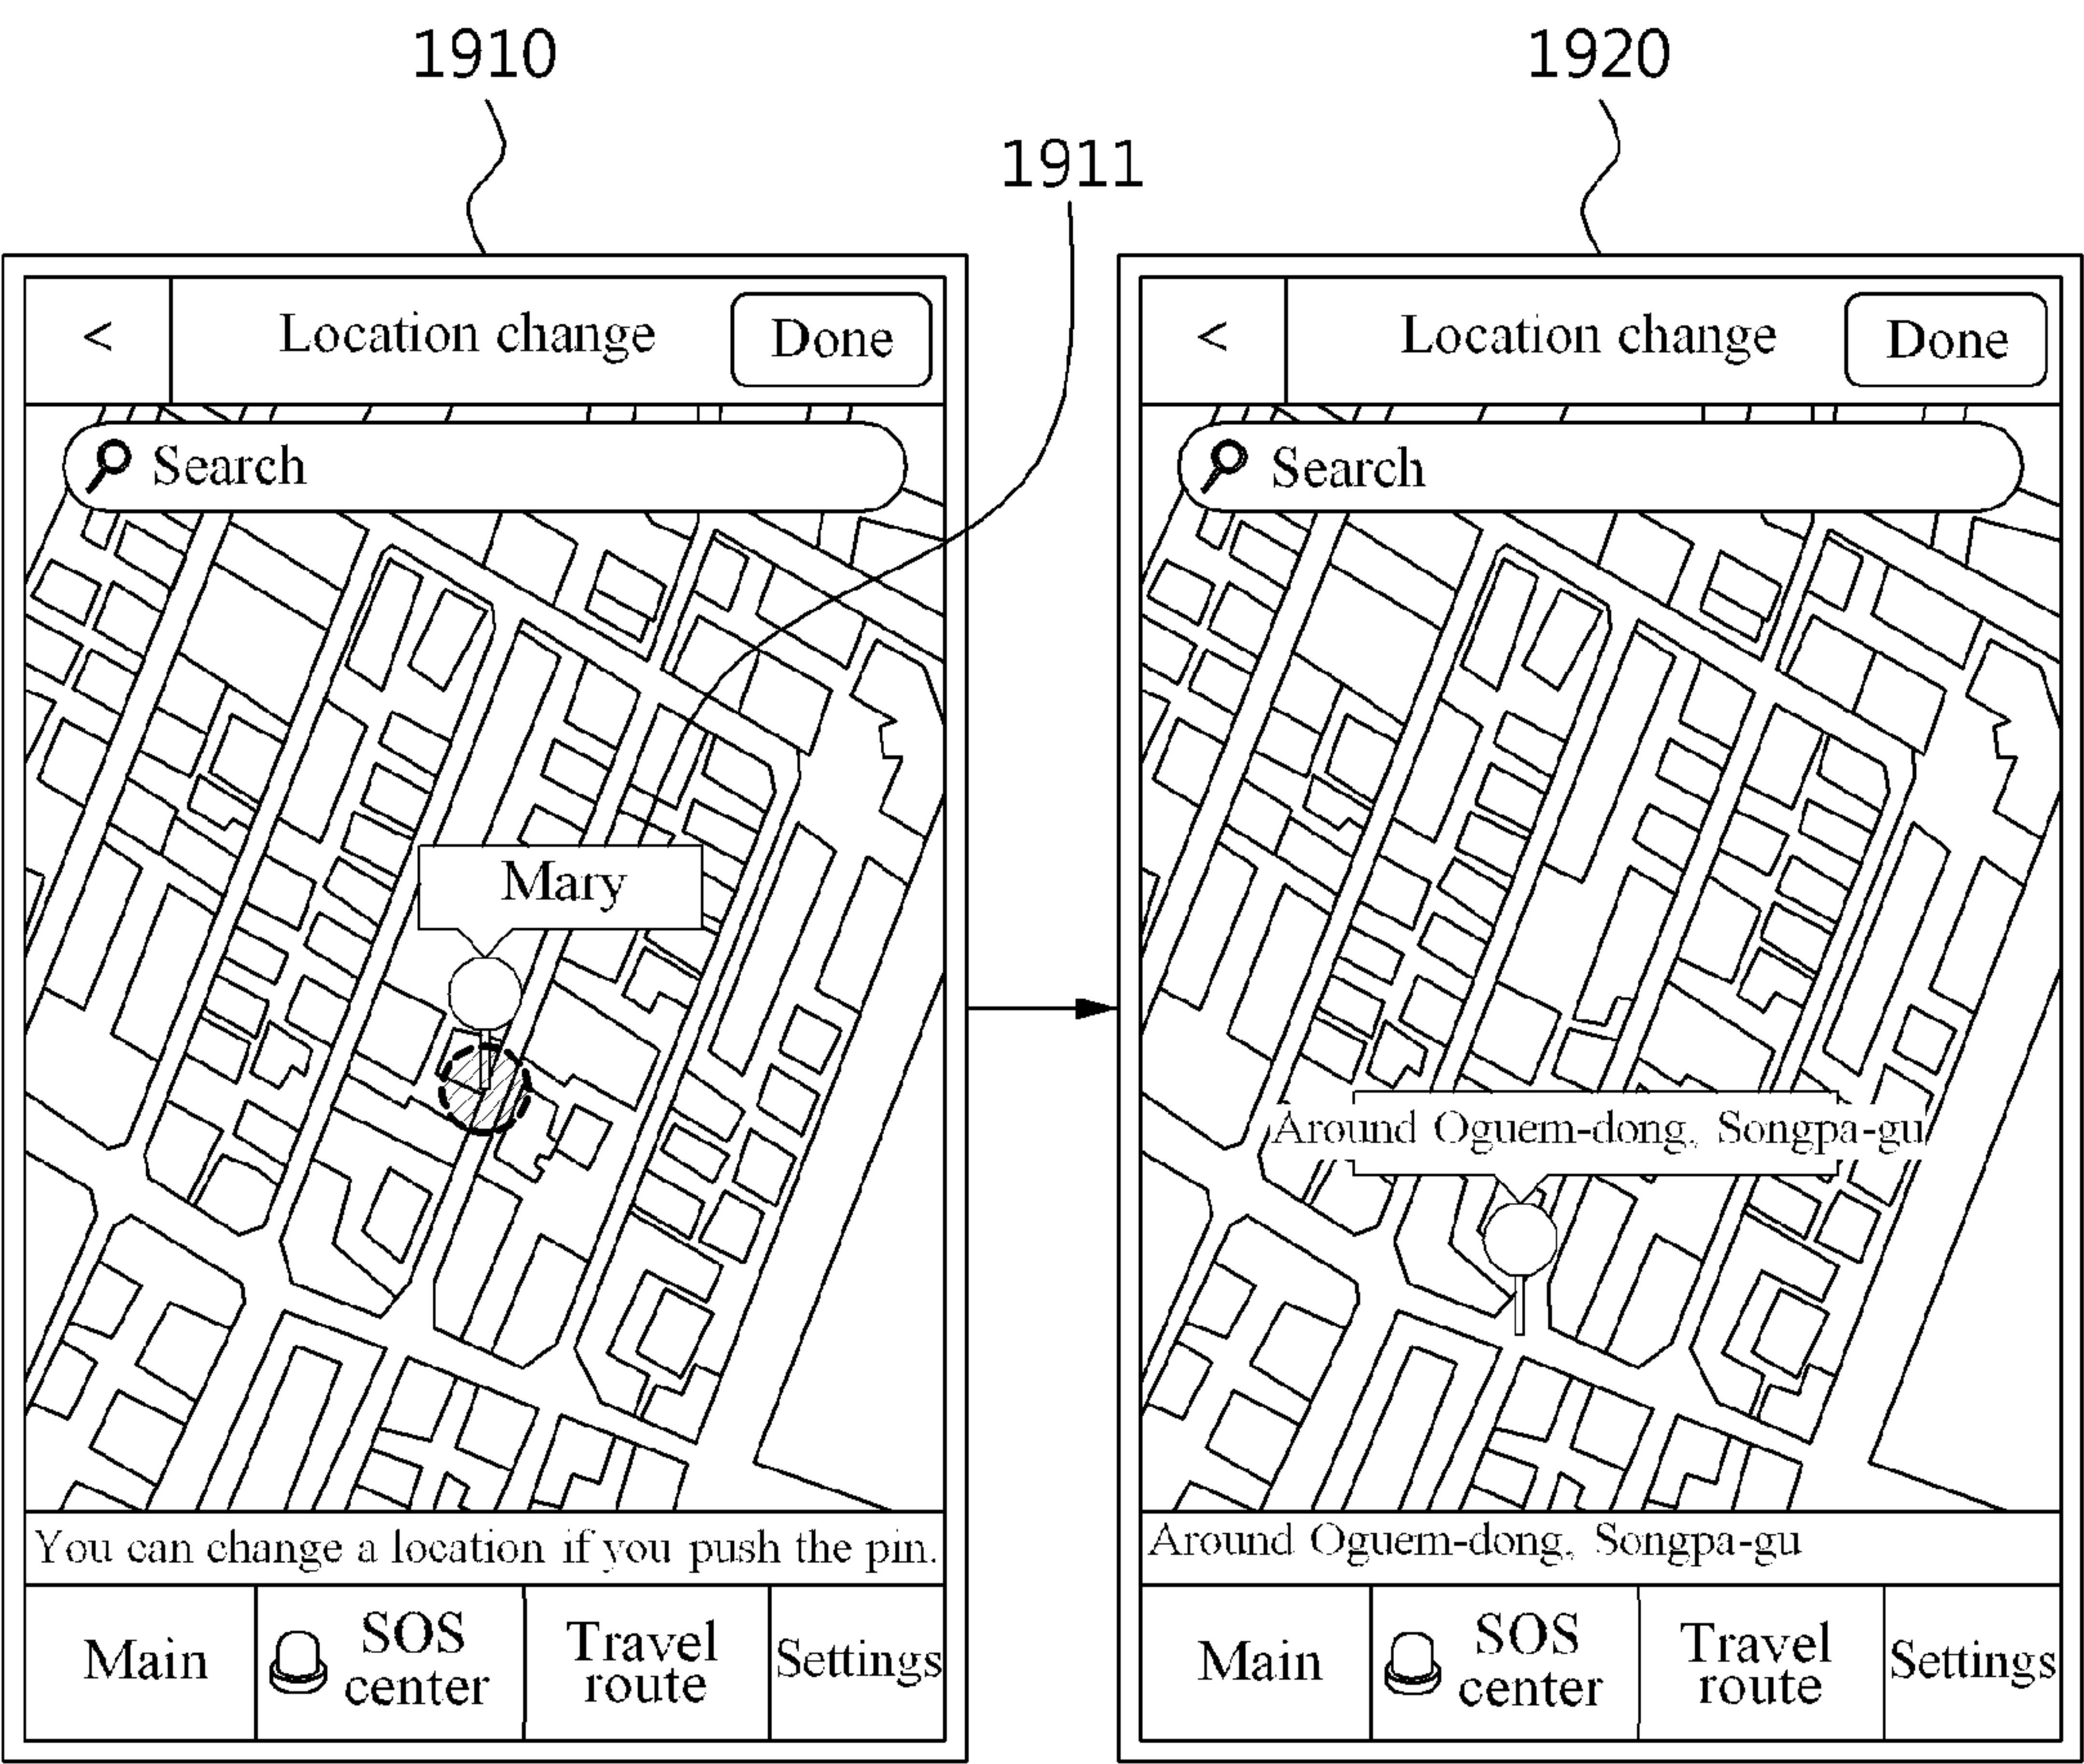 1910
1920
1911
< Location change Done
Search
Mary
You can change a location if you push the pin.
Main
SOS
center
Travel
route
Settings
< Location change Done
Search
Around Oguem-dong, Songpa-gu
Around Oguem-dong, Songpa-gu
Main
SOS
center
Travel
route
Settings